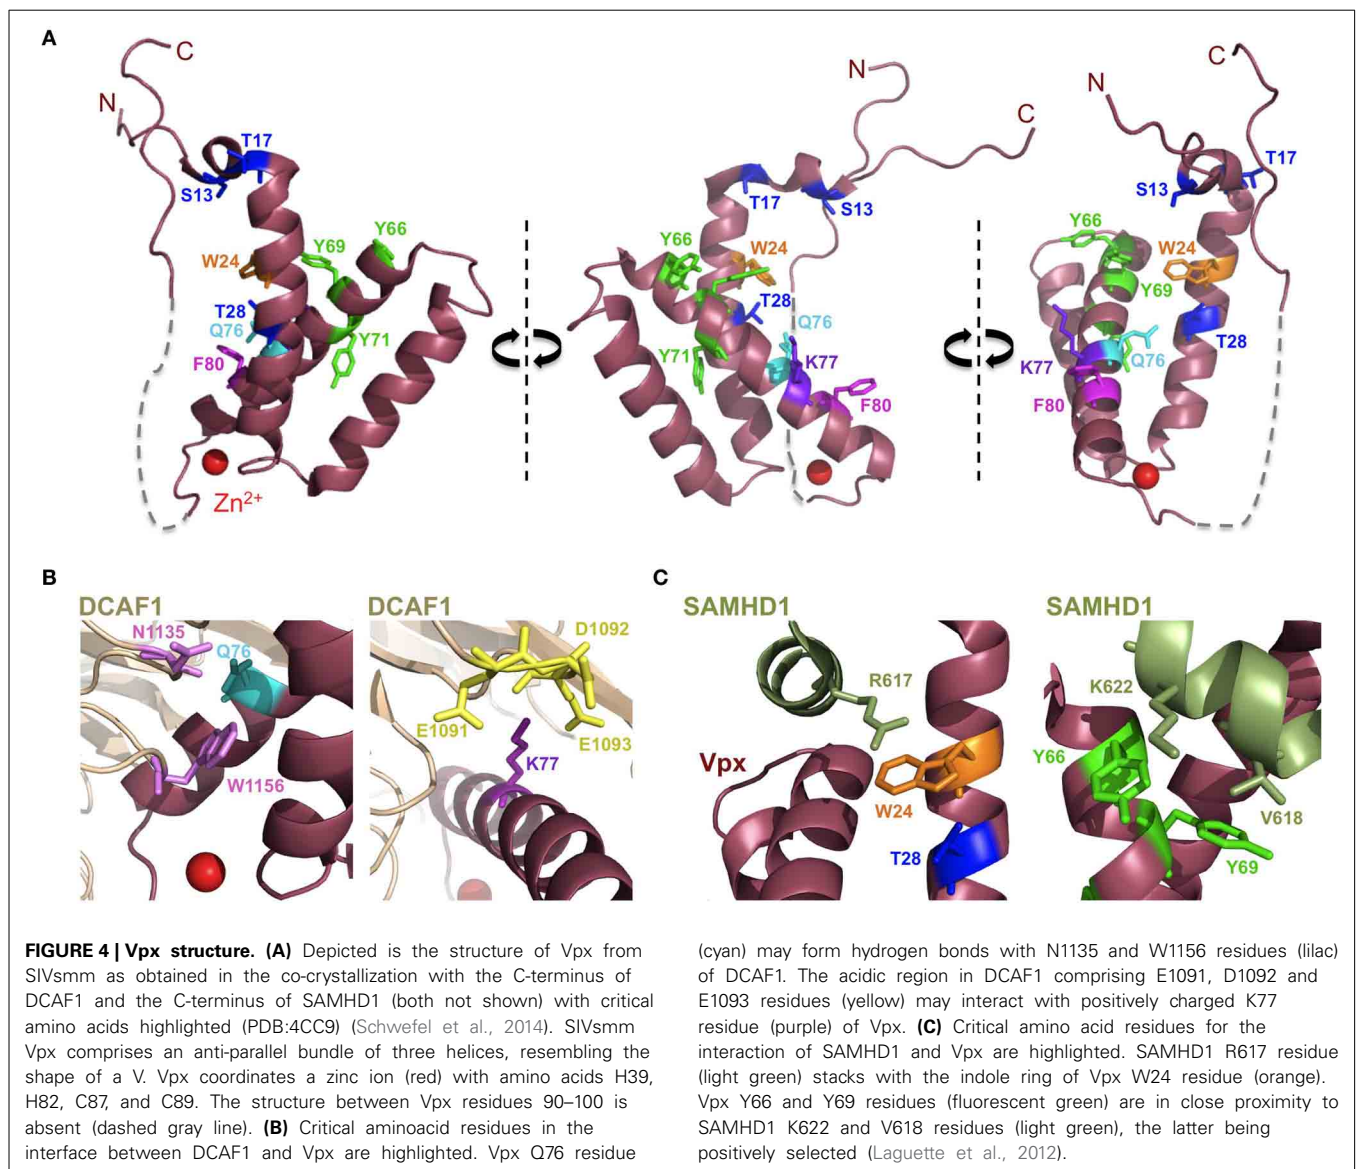 A
C
N
T17
S13
Y66
Y69
W24
T28
Q76
Y71
F80
Zn2+
N
C
T17
S13
Y66
W24
T28
Q76
Y71
K77
F80
C
N
T17
S13
Y66
W24
Y69
T28
Q76
K77
F80
B
DCAF1
N1135
Q76
W1156
DCAF1
D1092
E1091
E1093
K77
C
SAMHD1
R617
Vpx
W24
T28
SAMHD1
K622
Y66
V618
Y69
FIGURE 4 | Vpx structure. (A) Depicted is the structure of Vpx from
SIVsmm as obtained in the co-crystallization with the C-terminus of
DCAF1 and the C-terminus of SAMHD1 (both not shown) with critical
amino acids highlighted (PDB:4CC9) (Schwefel et al., 2014). SIVsmm
Vpx comprises an anti-parallel bundle of three helices, resembling the
shape of a V. Vpx coordinates a zinc ion (red) with amino acids H39,
H82, C87, and C89. The structure between Vpx residues 90–100 is
absent (dashed gray line). (B) Critical aminoacid residues in the
interface between DCAF1 and Vpx are highlighted. Vpx Q76 residue
(cyan) may form hydrogen bonds with N1135 and W1156 residues (lilac)
of DCAF1. The acidic region in DCAF1 comprising E1091, D1092 and
E1093 residues (yellow) may interact with positively charged K77
residue (purple) of Vpx. (C) Critical amino acid residues for the
interaction of SAMHD1 and Vpx are highlighted. SAMHD1 R617 residue
(light green) stacks with the indole ring of Vpx W24 residue (orange).
Vpx Y66 and Y69 residues (fluorescent green) are in close proximity to
SAMHD1 K622 and V618 residues (light green), the latter being
positively selected (Laguette et al., 2012).